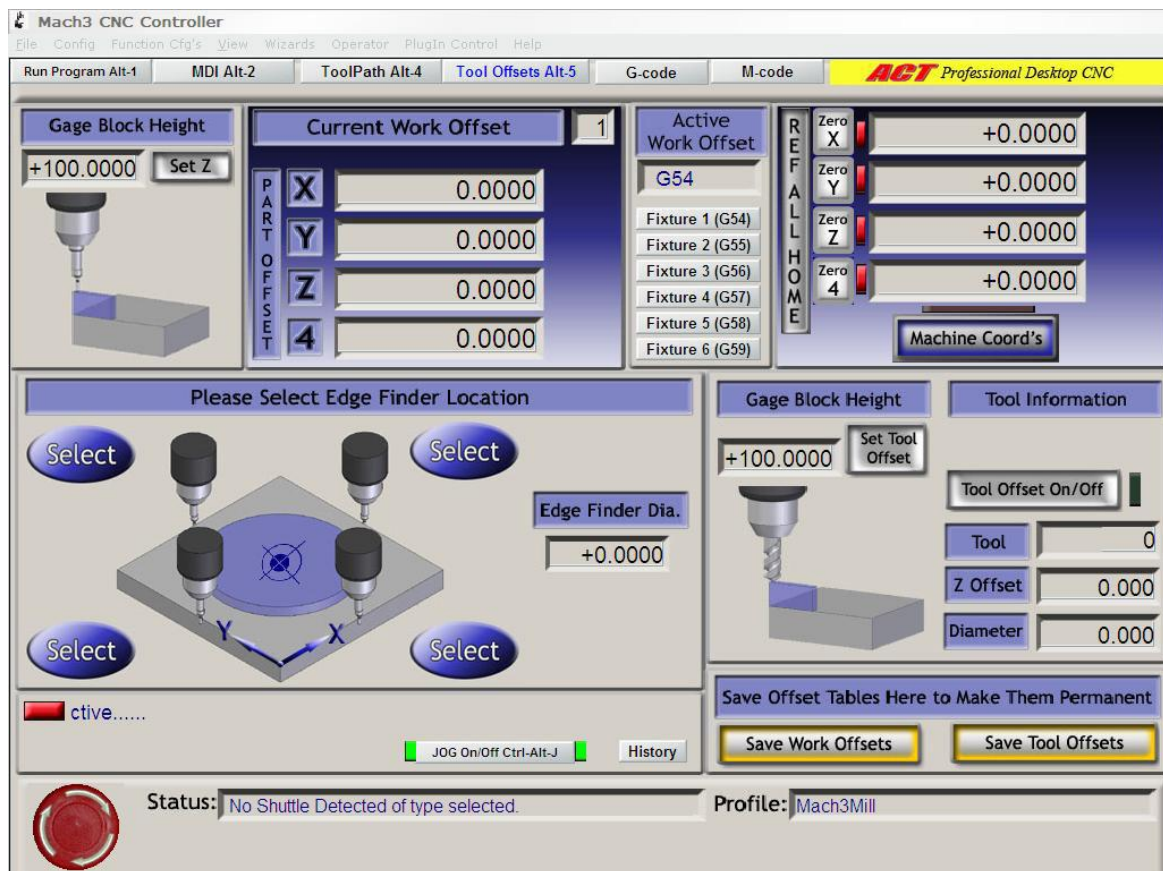 Mach3 CNC Controller
File Config Function Cfg's View Wizards Operator PlugIn Control Help
Run Program Alt-1 MDI Alt-2 ToolPath Alt-4 Tool Offsets Alt-5 G-code M-code ACT Professional Desktop CNC
Gage Block Height
+100.0000 Set Z
Current Work Offset 1
PART OFFSET
X 0.0000
Y 0.0000
Z 0.0000
4 0.0000
Active
Work Offset
G54
Fixture 1 (G54)
Fixture 2 (G55)
Fixture 3 (G56)
Fixture 4 (G57)
Fixture 5 (G58)
Fixture 6 (G59)
REF ALL HOME
Zero X +0.0000
Zero Y +0.0000
Zero Z +0.0000
Zero 4 +0.0000
Machine Coord's
Please Select Edge Finder Location
Select Select
Edge Finder Dia.
+0.0000
Y X
Select Select
Gage Block Height
+100.0000 Set Tool
Offset
Tool Information
Tool Offset On/Off
Tool 0
Z Offset 0.000
Diameter 0.000
ctive......
JOG On/Off Ctrl-Alt-J History
Save Offset Tables Here to Make Them Permanent
Save Work Offsets Save Tool Offsets
Status: No Shuttle Detected of type selected. Profile: Mach3Mill